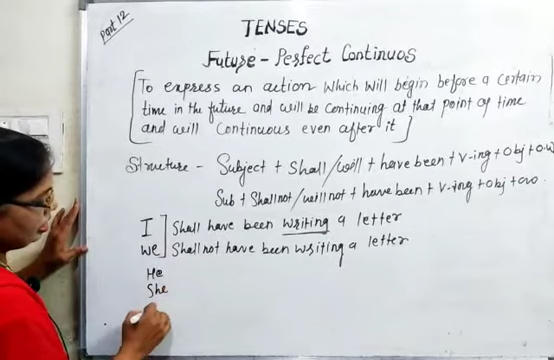 Part 12
TENSES
Future - Perfect Continuos
[To express an action which will begin before a certain
time in the future and will be continuing at that point of time
and will continuous even after it]
Structure - Subject + Shall/will + have been + V-ing + Obj + o.w
Sub + Shall not/will not + have been + V-ing + Obj + ow.
I ] Shall have been writing a letter
we ] Shall not have been writing a letter
He
She